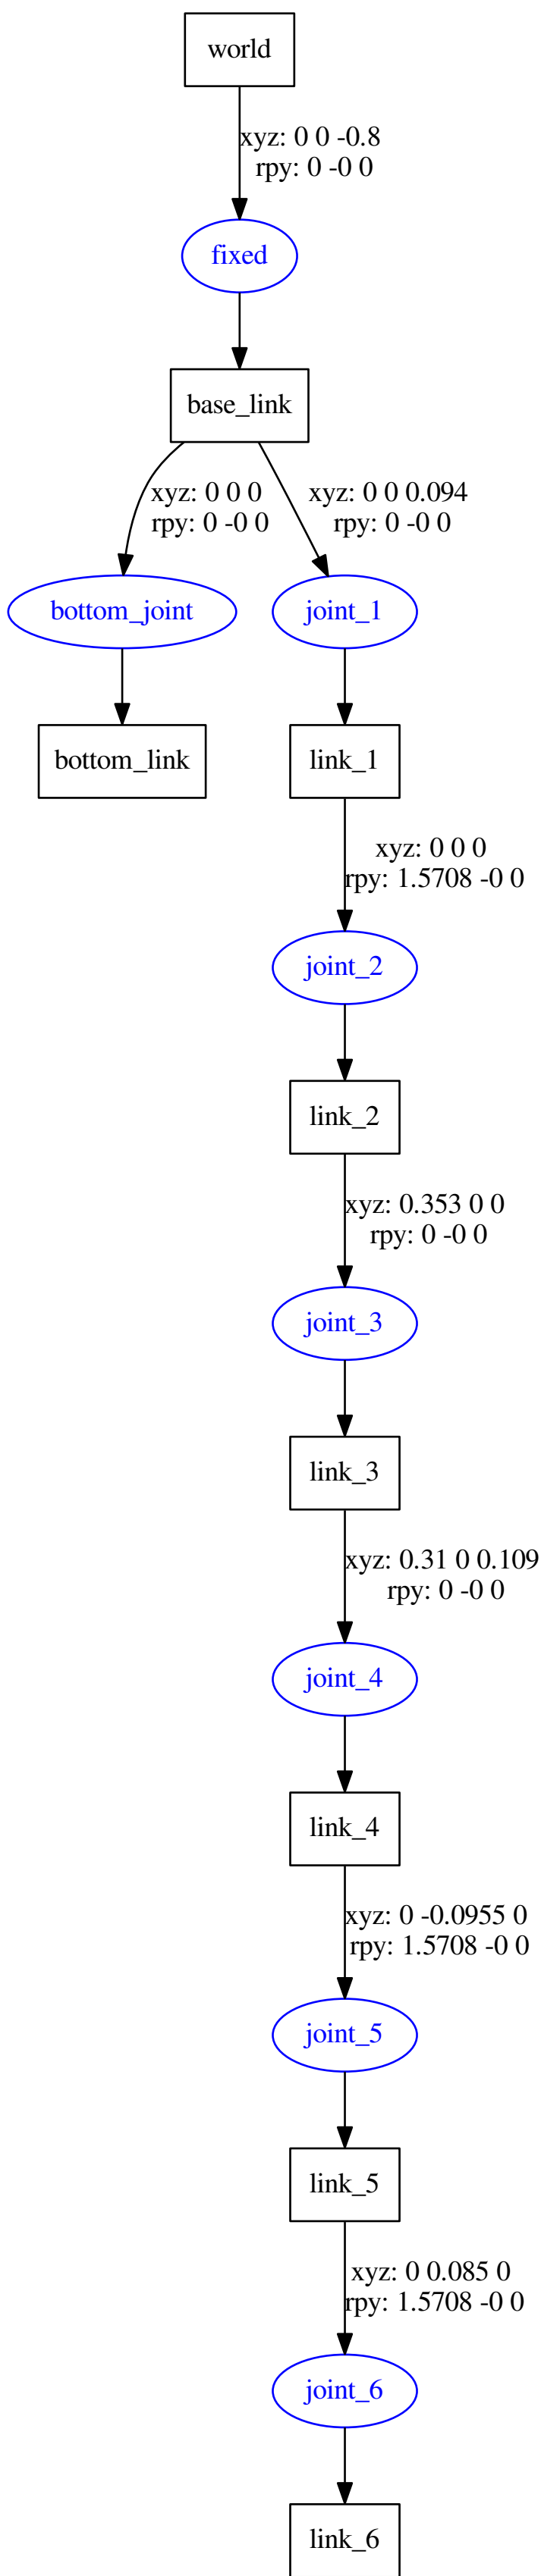 world
xyz: 0 0 -0.8
rpy: 0 -0 0
fixed
base_link
xyz: 0 0 0
rpy: 0 -0 0
xyz: 0 0 0.094
rpy: 0 -0 0
bottom_joint
joint_1
bottom_link
link_1
xyz: 0 0 0
rpy: 1.5708 -0 0
joint_2
link_2
xyz: 0.353 0 0
rpy: 0 -0 0
joint_3
link_3
xyz: 0.31 0 0.109
rpy: 0 -0 0
joint_4
link_4
xyz: 0 -0.0955 0
rpy: 1.5708 -0 0
joint_5
link_5
xyz: 0 0.085 0
rpy: 1.5708 -0 0
joint_6
link_6